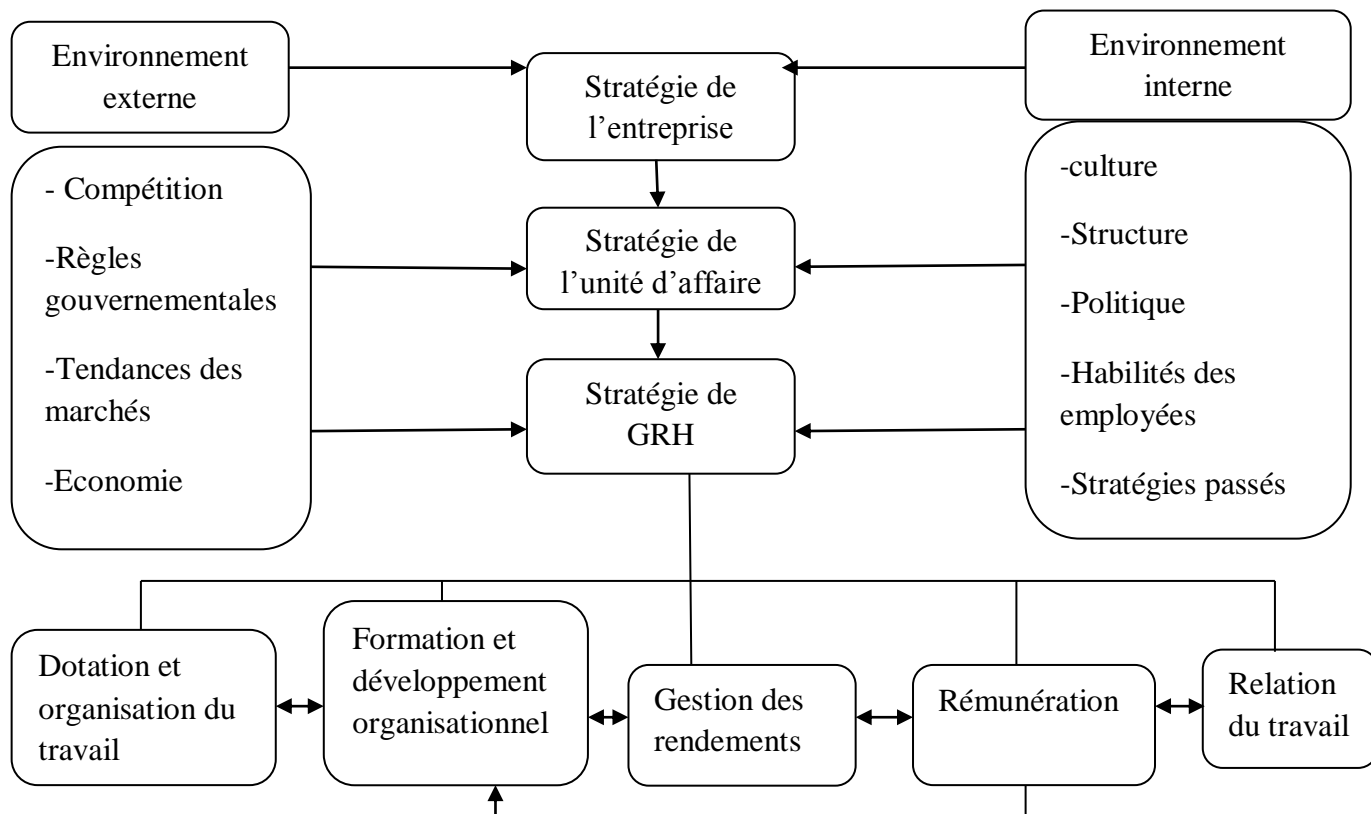 Environnement
externe
Stratégie de
l’entreprise
Environnement
interne
- Compétition
-Règles
gouvernementales
-Tendances des
marchés
-Economie
Stratégie de
l’unité d’affaire
Stratégie de
GRH
-culture
-Structure
-Politique
-Habilités des
employées
-Stratégies passés
Dotation et
organisation du
travail
Formation et
développement
organisationnel
Gestion des
rendements
Rémunération
Relation
du travail